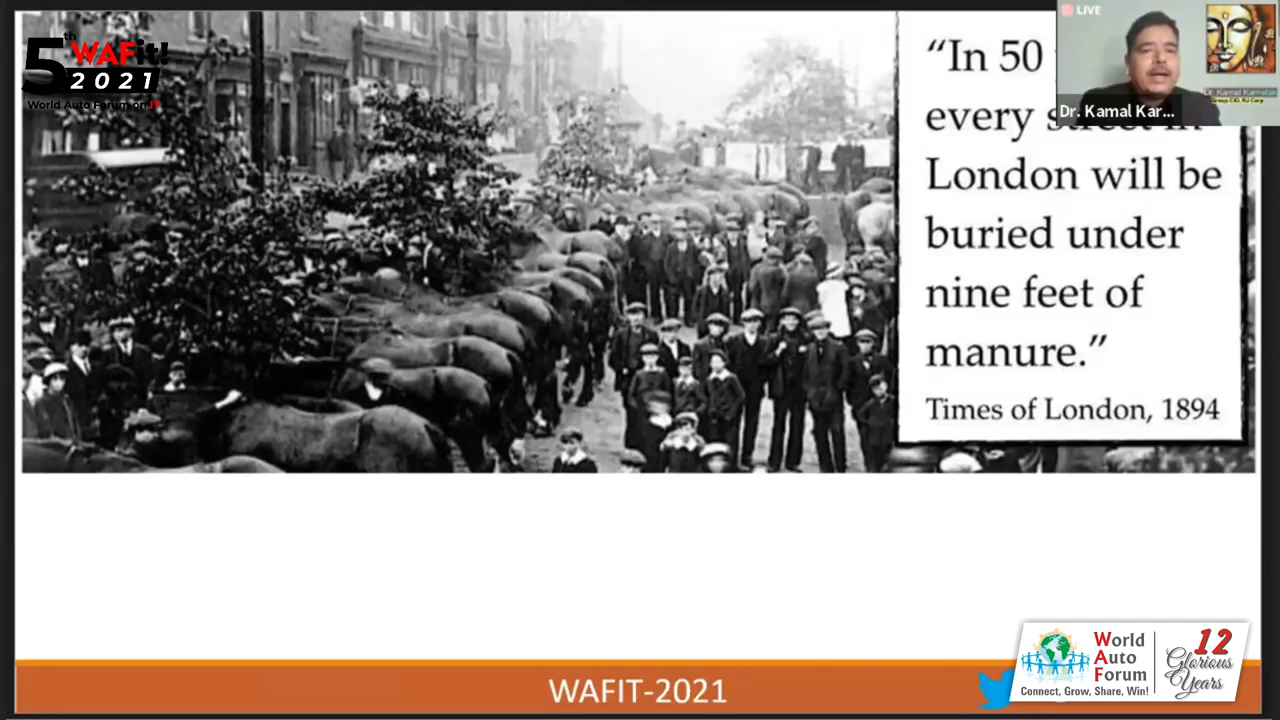 5th WAFit!
2021
World Auto Forum on IT
LIVE
Dr. Kamal Kar...
“In 50
every street in
London will be
buried under
nine feet of
manure.”
Times of London, 1894
WAFIT-2021
World
Auto
Forum
Connect, Grow, Share, Win!
12
Glorious
Years